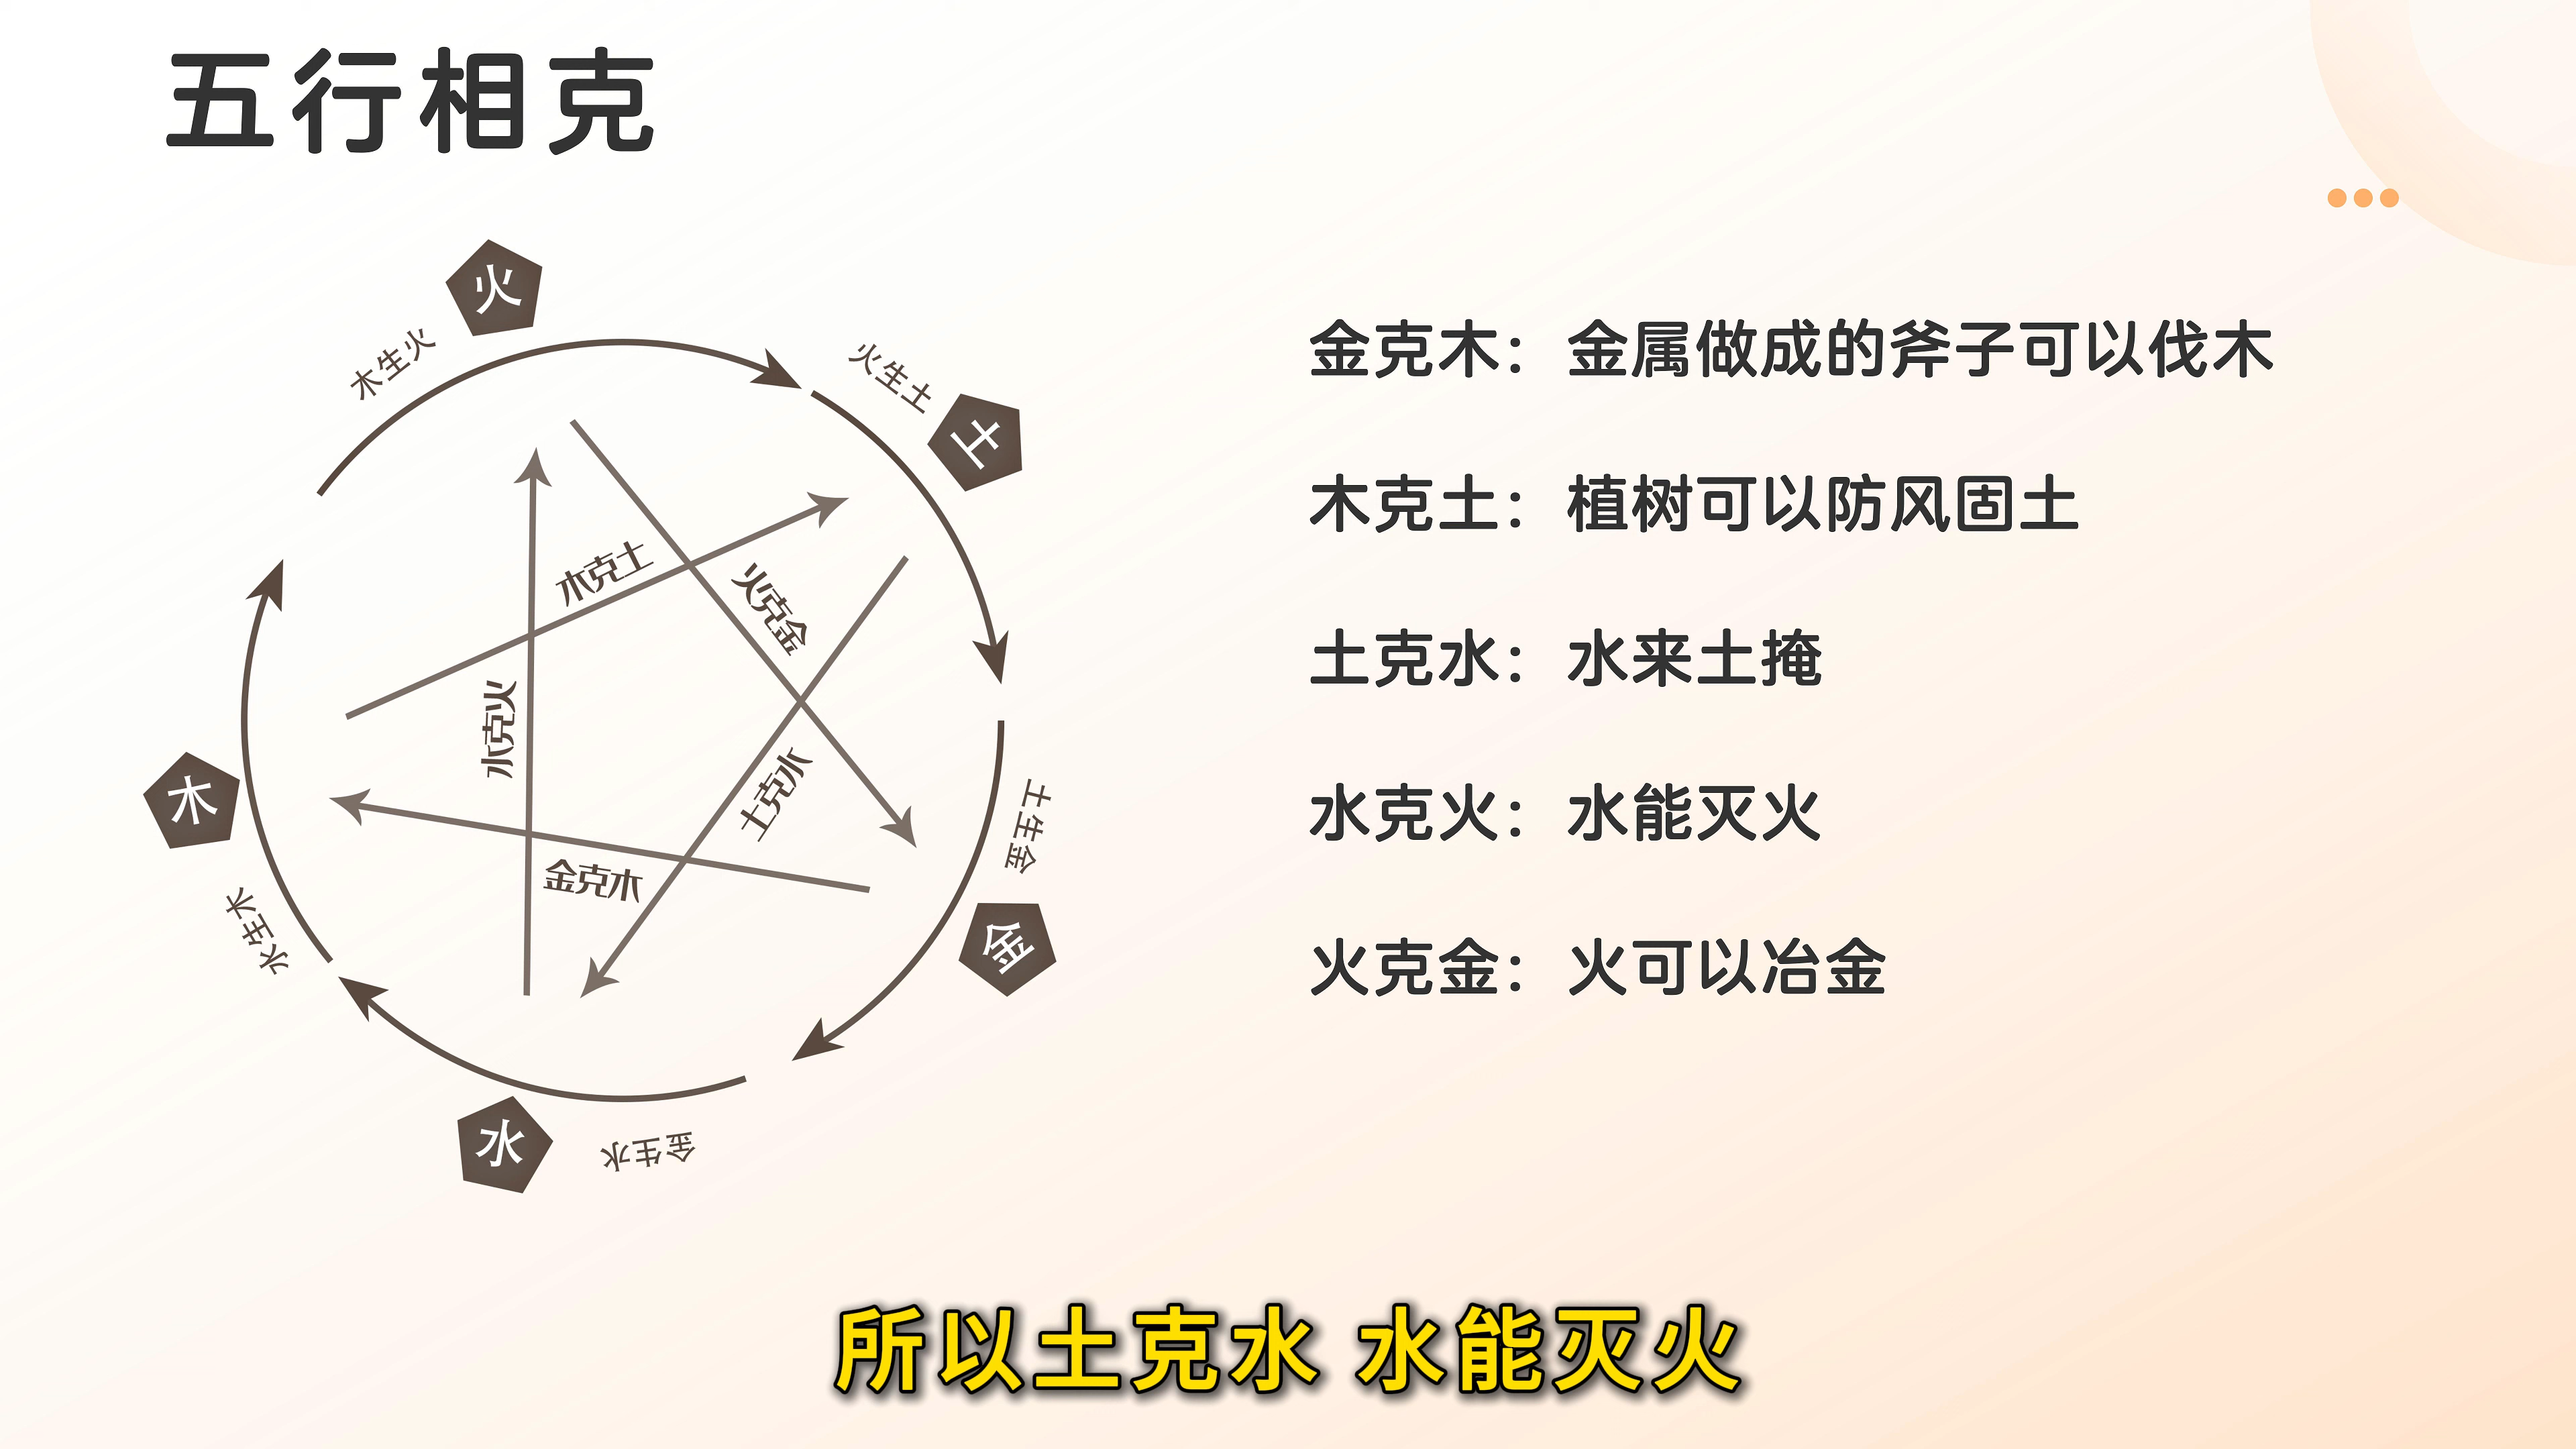 五行相克
火
木生火
火生土
土
木克土
火克金
水克火
土克水
金克木
木
土生金
金
水生木
水
金生水
金克木：金属做成的斧子可以伐木
木克土：植树可以防风固土
土克水：水来土掩
水克火：水能灭火
火克金：火可以冶金
所以土克水 水能灭火